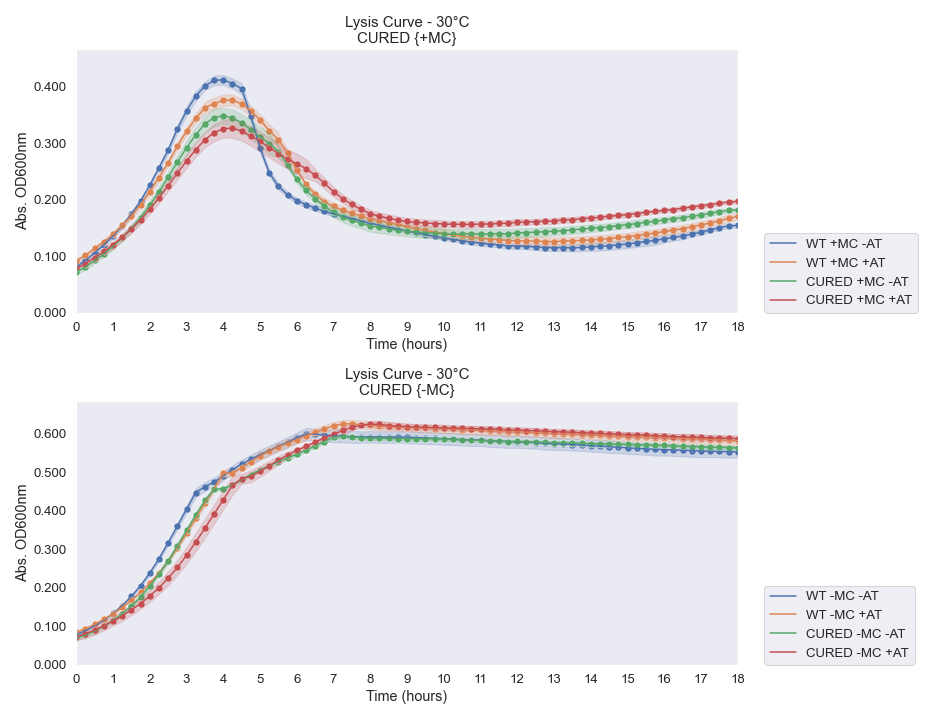 Lysis Curve - 30°C
CURED {+MC}
Abs. OD600nm
0.400
0.300
0.200
0.100
0.000
0 1 2 3 4 5 6 7 8 9 10 11 12 13 14 15 16 17 18
Time (hours)
WT +MC -AT
WT +MC +AT
CURED +MC -AT
CURED +MC +AT
Lysis Curve - 30°C
CURED {-MC}
Abs. OD600nm
0.600
0.500
0.400
0.300
0.200
0.100
0.000
0 1 2 3 4 5 6 7 8 9 10 11 12 13 14 15 16 17 18
Time (hours)
WT -MC -AT
WT -MC +AT
CURED -MC -AT
CURED -MC +AT